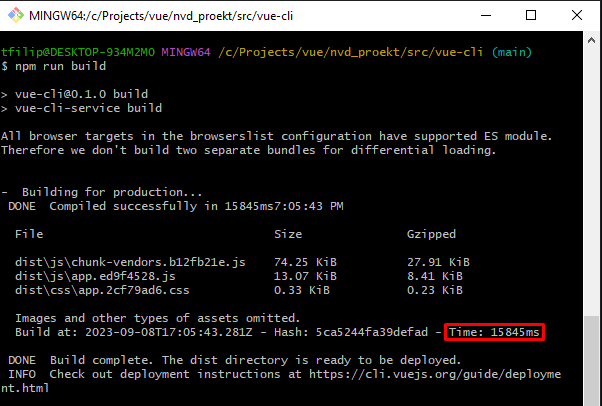 MINGW64:/c/Projects/vue/nvd_proekt/src/vue-cli
tfilip@DESKTOP-934M2MO MINGW64 /c/Projects/vue/nvd_proekt/src/vue-cli (main)
$ npm run build
> vue-cli@0.1.0 build
> vue-cli-service build
All browser targets in the browserslist configuration have supported ES module.
Therefore we don't build two separate bundles for differential loading.
-  Building for production...
DONE  Compiled successfully in 15845ms7:05:43 PM
File Size Gzipped
dist\js\chunk-vendors.b12fb21e.js 74.25 KiB 27.91 KiB
dist\js\app.ed9f4528.js 13.07 KiB 8.41 KiB
dist\css\app.2cf79ad6.css 0.33 KiB 0.23 KiB
Images and other types of assets omitted.
Build at: 2023-09-08T17:05:43.281Z - Hash: 5ca5244fa39defad - Time: 15845ms
DONE  Build complete. The dist directory is ready to be deployed.
INFO  Check out deployment instructions at https://cli.vuejs.org/guide/deployme
nt.html